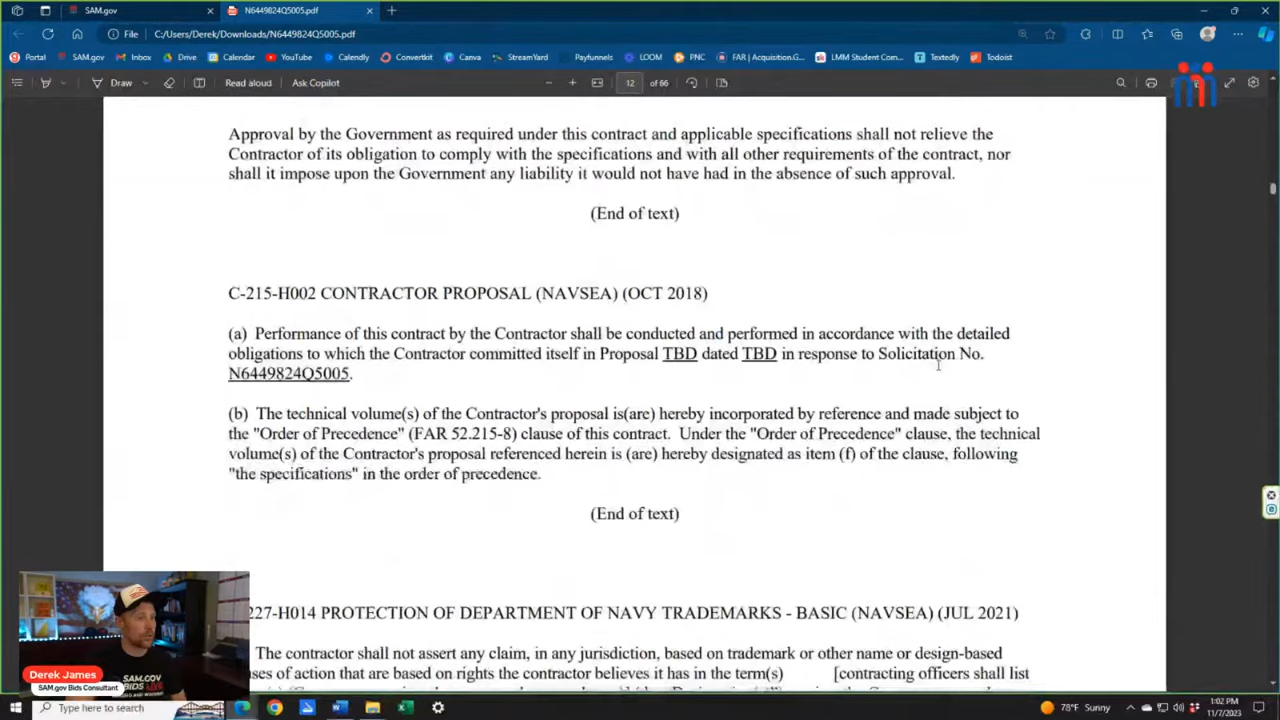 SAM.gov
N6449824Q5005.pdf
File
C:/Users/Derek/Downloads/N6449824Q5005.pdf
Portal
SAM.gov
Inbox
Drive
Calendar
YouTube
Calendly
Convertkit
Canva
StreamYard
Payfunnels
LOOM
PNC
FAR | Acquisition.G...
LMM Student Com...
Textedly
Todoist
Draw
Read aloud
Ask Copilot
12
of 66
Approval by the Government as required under this contract and applicable specifications shall not relieve the
Contractor of its obligation to comply with the specifications and with all other requirements of the contract, nor
shall it impose upon the Government any liability it would not have had in the absence of such approval.
(End of text)
C-215-H002 CONTRACTOR PROPOSAL (NAVSEA) (OCT 2018)
(a) Performance of this contract by the Contractor shall be conducted and performed in accordance with the detailed
obligations to which the Contractor committed itself in Proposal TBD dated TBD in response to Solicitation No.
N6449824Q5005.
(b) The technical volume(s) of the Contractor's proposal is(are) hereby incorporated by reference and made subject to
the "Order of Precedence" (FAR 52.215-8) clause of this contract. Under the "Order of Precedence" clause, the technical
volume(s) of the Contractor's proposal referenced herein is (are) hereby designated as item (f) of the clause, following
"the specifications" in the order of precedence.
(End of text)
227-H014 PROTECTION OF DEPARTMENT OF NAVY TRADEMARKS - BASIC (NAVSEA) (JUL 2021)
The contractor shall not assert any claim, in any jurisdiction, based on trademark or other name or design-based
ses of action that are based on rights the contractor believes it has in the term(s) [contracting officers shall list
SAM.GOV
BIDS LIVE
Derek James
SAM.gov Bids Consultant
Type here to search
78°F Sunny
1:02 PM
11/7/2023